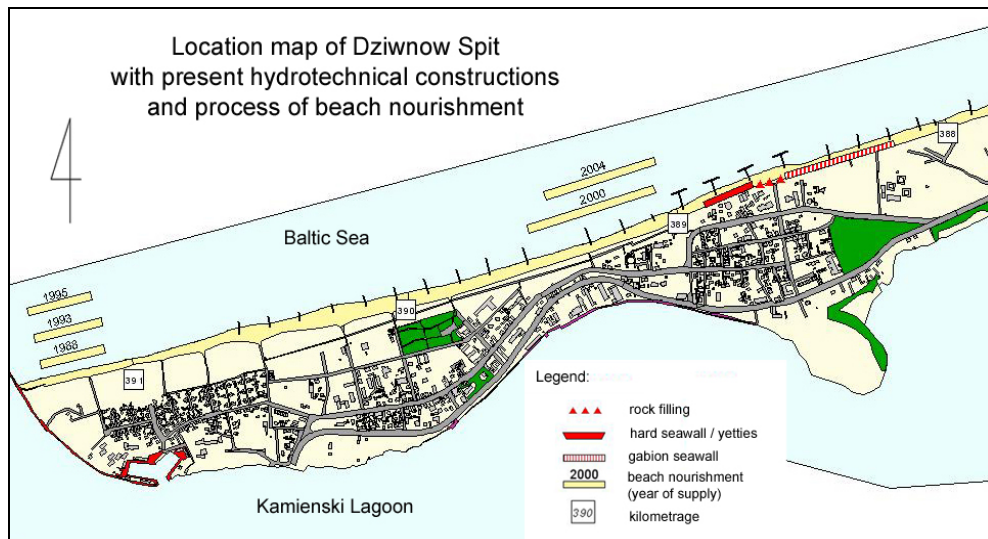 Location map of Dziwnow Spit
with present hydrotechnical constructions
and process of beach nourishment
388
2004
2000
389
Baltic Sea
1995
1993
1988
390
391
Legend:
rock filling
hard seawall / yetties
gabion seawall
2000
beach nourishment
(year of supply)
390
kilometrage
Kamienski Lagoon